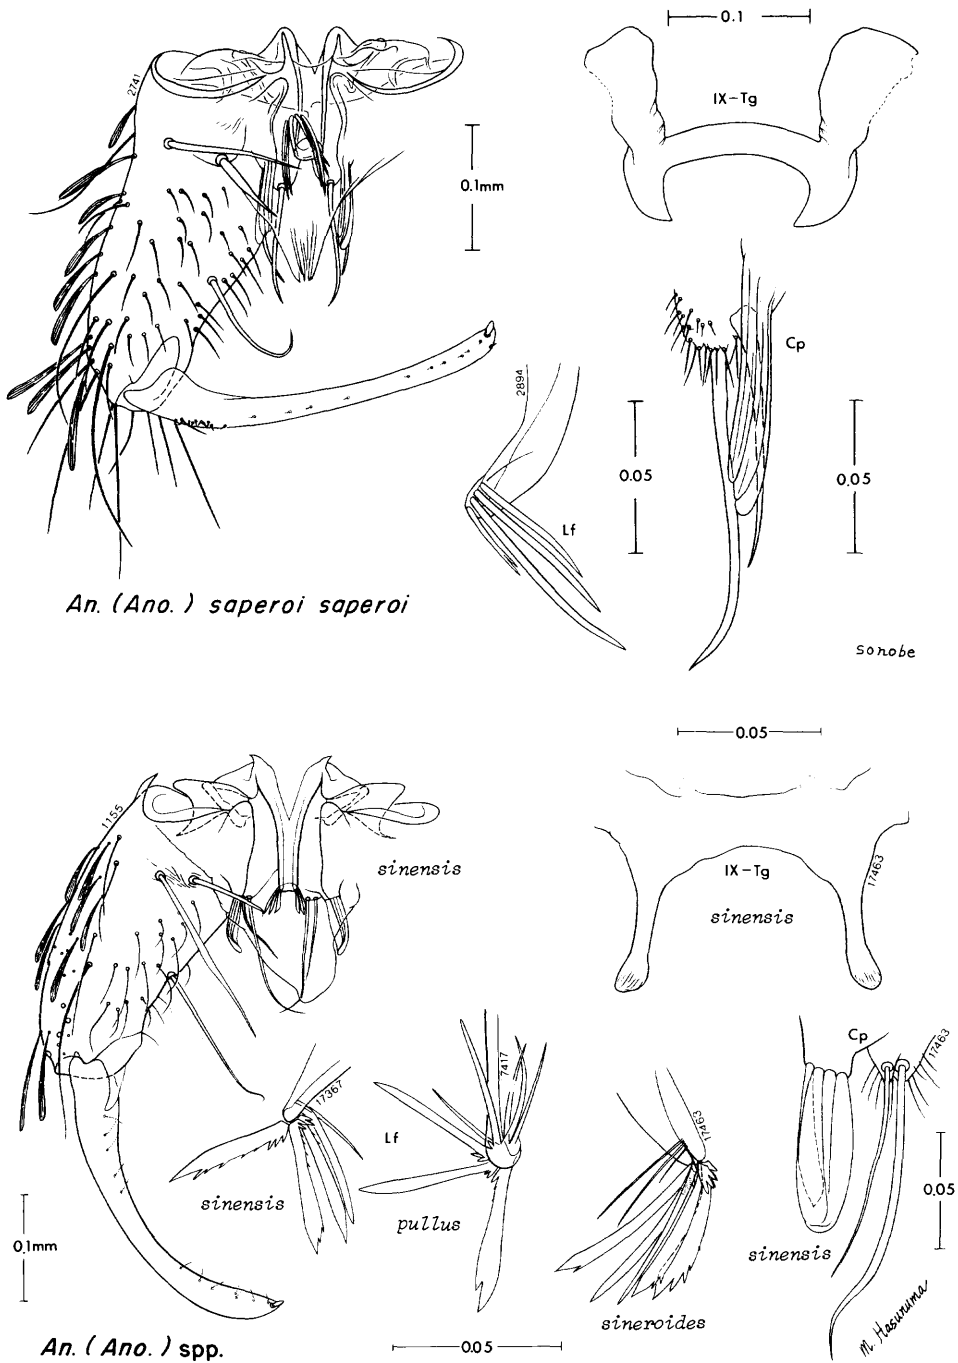 0.1
2741
IX-Tg
0.1mm
Cp
2894
0.05
0.05
Lf
An. (Ano.) saperoi saperoi
sonobe
0.05
1155
sinensis
IX-Tg
17463
sinensis
Cp
17463
7417
17367
Lf
17463
0.05
sinensis
pullus
sinensis
0.1mm
sineroides
M. Hasunuma
An. (Ano.) spp.
0.05